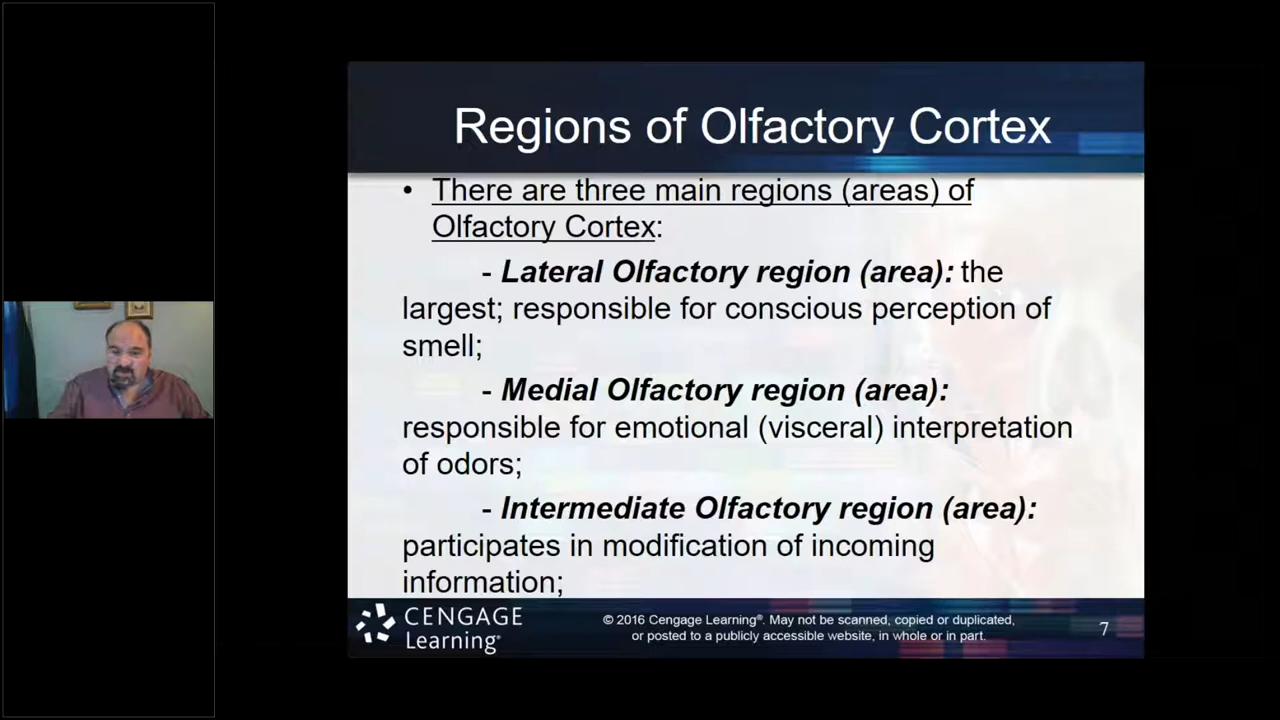 Regions of Olfactory Cortex
• There are three main regions (areas) of
Olfactory Cortex:
- Lateral Olfactory region (area): the
largest; responsible for conscious perception of
smell;
- Medial Olfactory region (area):
responsible for emotional (visceral) interpretation
of odors;
- Intermediate Olfactory region (area):
participates in modification of incoming
information;
CENGAGE
Learning®
© 2016 Cengage Learning®. May not be scanned, copied or duplicated,
or posted to a publicly accessible website, in whole or in part.
7